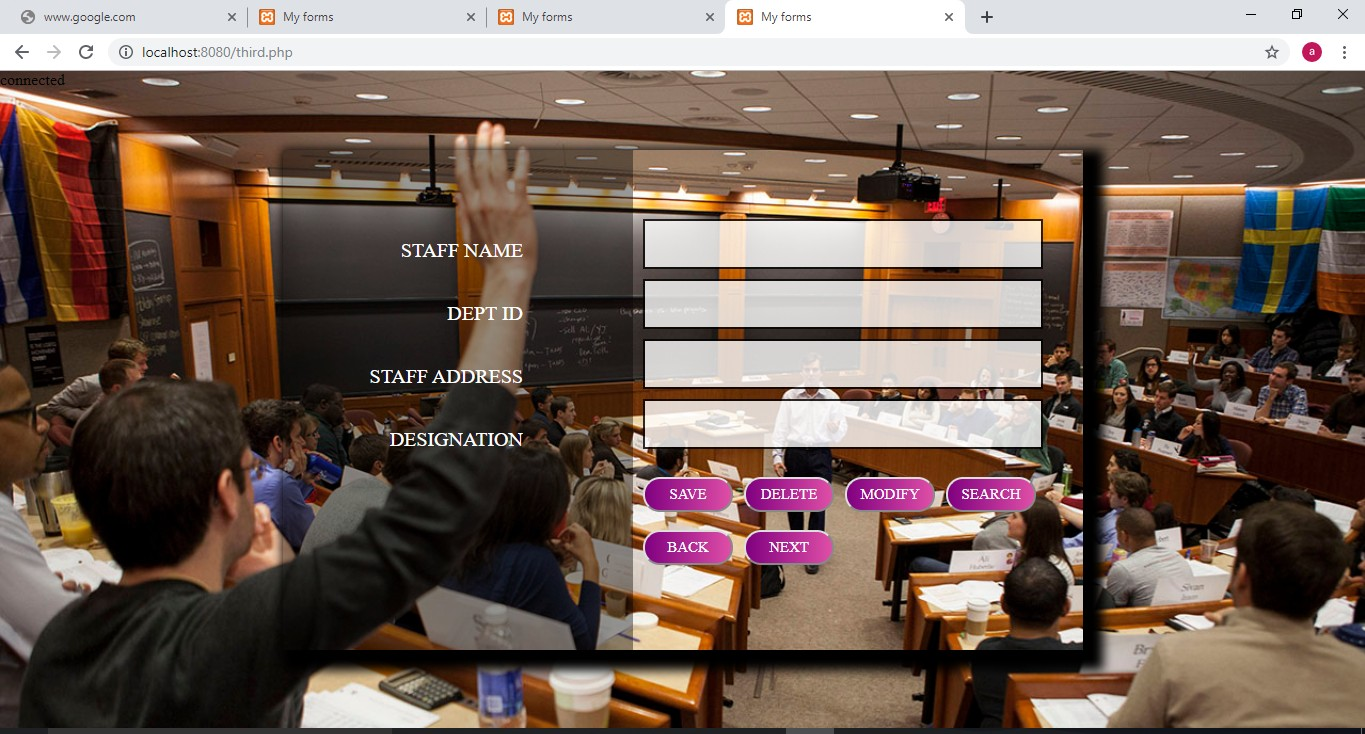 www.google.com
My forms
My forms
My forms
a
localhost:8080/third.php
connected
STAFF NAME
DEPT ID
STAFF ADDRESS
DESIGNATION
SAVE DELETE MODIFY SEARCH
BACK NEXT